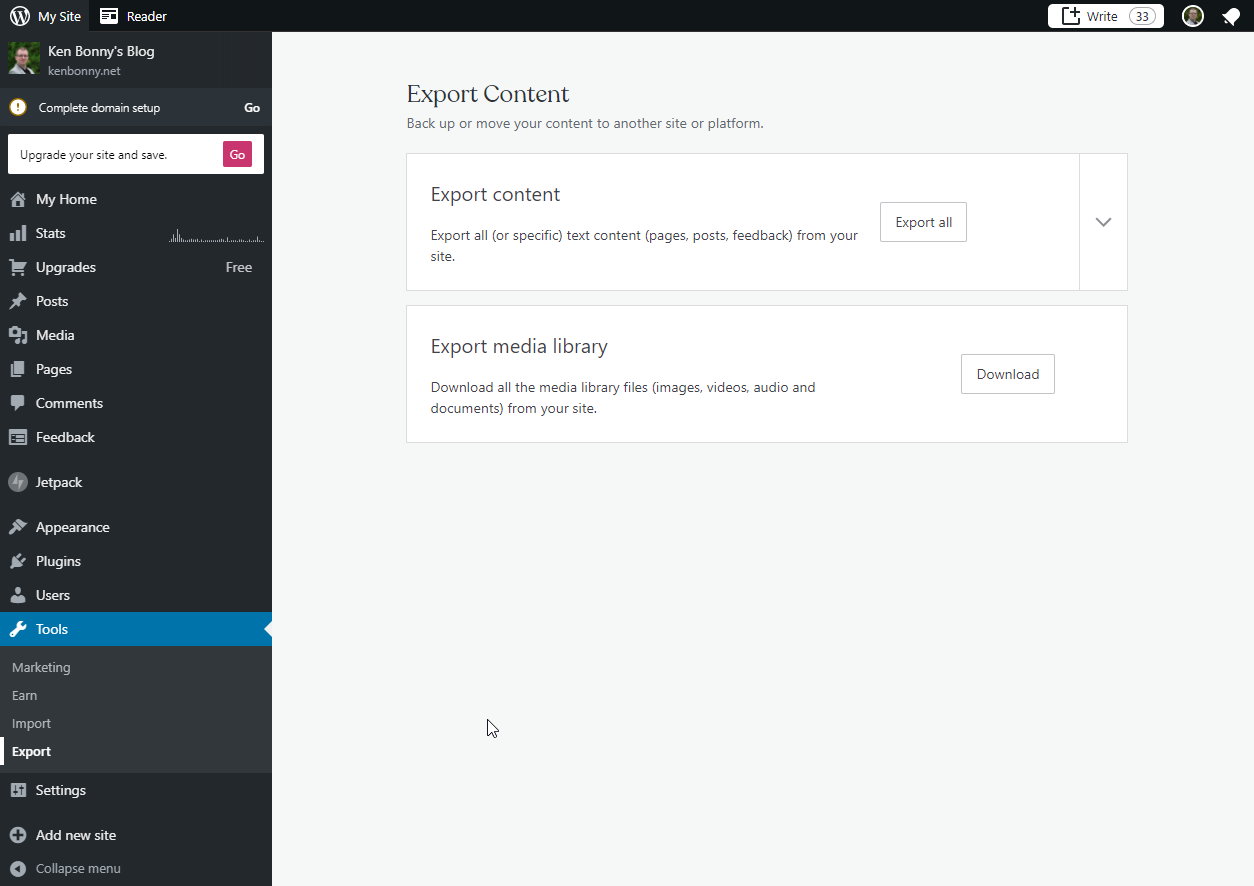 My Site
Reader
Write
33
Ken Bonny's Blog
kenbonny.net
Complete domain setup
Go
Upgrade your site and save.
Go
My Home
Stats
Upgrades
Free
Posts
Media
Pages
Comments
Feedback
Jetpack
Appearance
Plugins
Users
Tools
Marketing
Earn
Import
Export
Settings
Add new site
Collapse menu
Export Content
Back up or move your content to another site or platform.
Export content
Export all (or specific) text content (pages, posts, feedback) from your
site.
Export all
Export media library
Download all the media library files (images, videos, audio and
documents) from your site.
Download